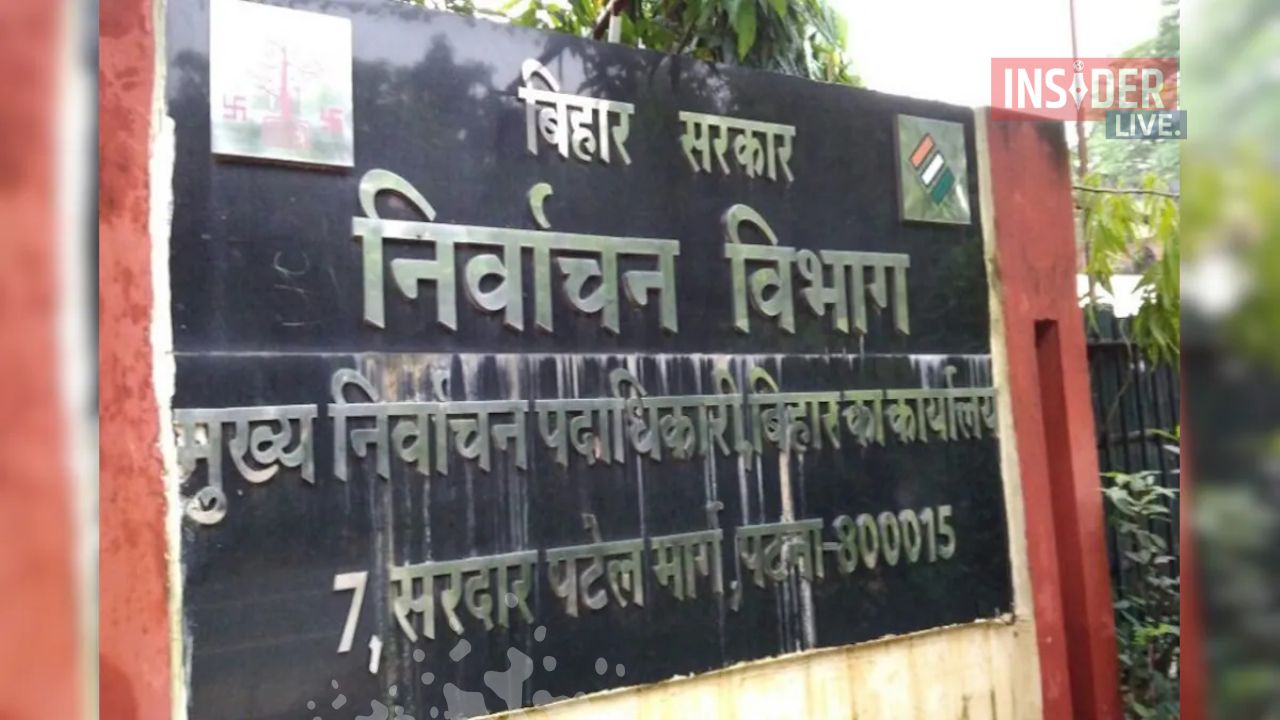 बिहार सरकार
निर्वाचन विभाग
मुख्य निर्वाचन पदाधिकारी, बिहार का कार्यालय
7, सरदार पटेल मार्ग, पटना-800015
INSIDER
LIVE.